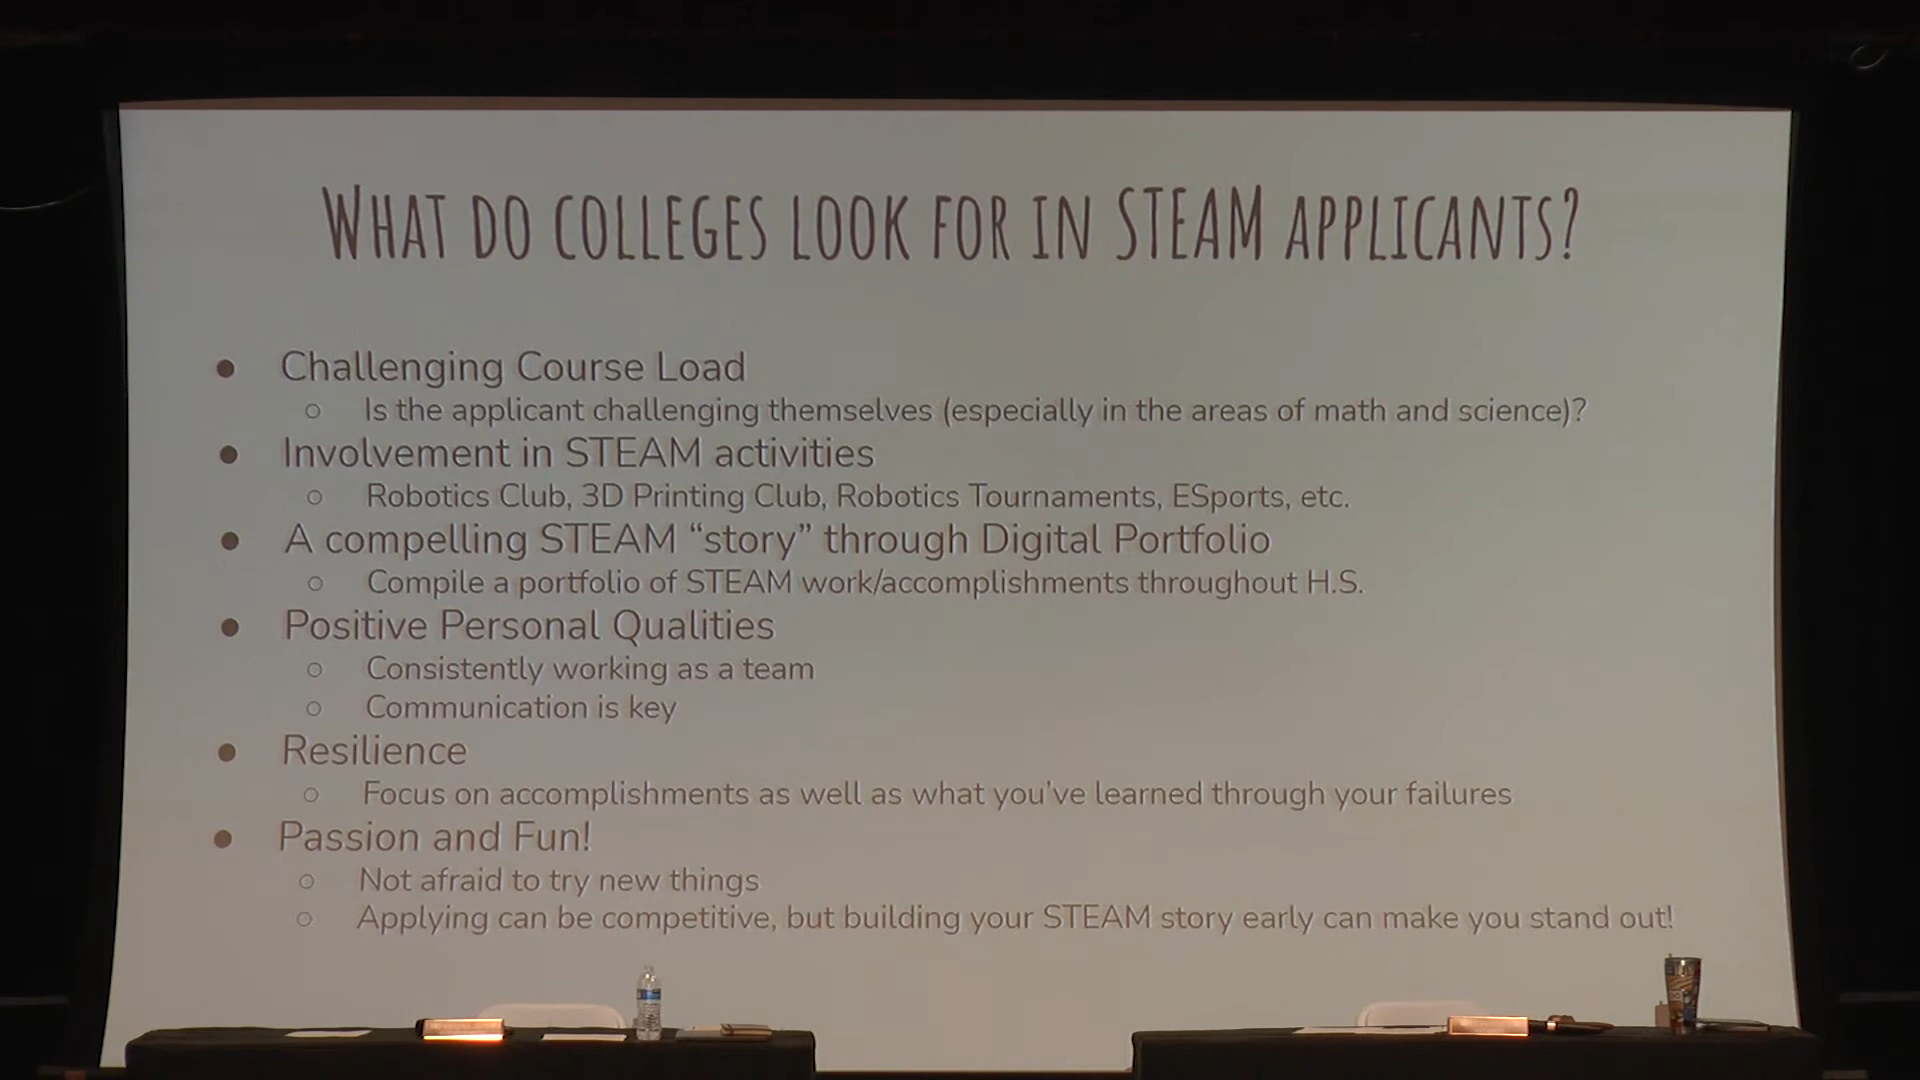 WHAT DO COLLEGES LOOK FOR IN STEAM APPLICANTS?
● Challenging Course Load
○ Is the applicant challenging themselves (especially in the areas of math and science)?
● Involvement in STEAM activities
○ Robotics Club, 3D Printing Club, Robotics Tournaments, ESports, etc.
● A compelling STEAM “story” through Digital Portfolio
○ Compile a portfolio of STEAM work/accomplishments throughout H.S.
● Positive Personal Qualities
○ Consistently working as a team
○ Communication is key
● Resilience
○ Focus on accomplishments as well as what you’ve learned through your failures
● Passion and Fun!
○ Not afraid to try new things
○ Applying can be competitive, but building your STEAM story early can make you stand out!